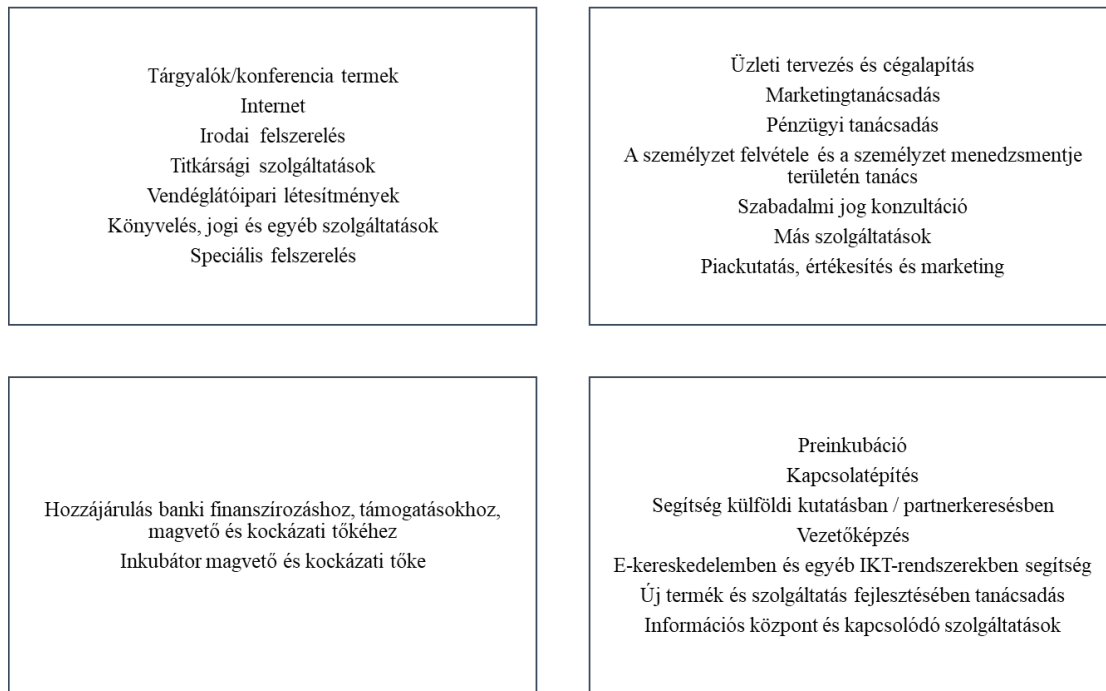 Tárgyalók/konferencia termek
Internet
Irodai felszerelés
Titkársági szolgáltatások
Vendéglátóipari létesítmények
Könyvelés, jogi és egyéb szolgáltatások
Speciális felszerelés
Üzleti tervezés és cégalapítás
Marketingtanácsadás
Pénzügyi tanácsadás
A személyzet felvétele és a személyzet menedzsmentje
területén tanács
Szabadalmi jog konzultáció
Más szolgáltatások
Piackutatás, értékesítés és marketing
Hozzájárulás banki finanszírozáshoz, támogatásokhoz,
magvető és kockázati tőkéhez
Inkubátor magvető és kockázati tőke
Preinkubáció
Kapcsolatépítés
Segítség külföldi kutatásban / partnerkeresésben
Vezetőképzés
E-kereskedelemben és egyéb IKT-rendszerekben segítség
Új termék és szolgáltatás fejlesztésében tanácsadás
Információs központ és kapcsolódó szolgáltatások